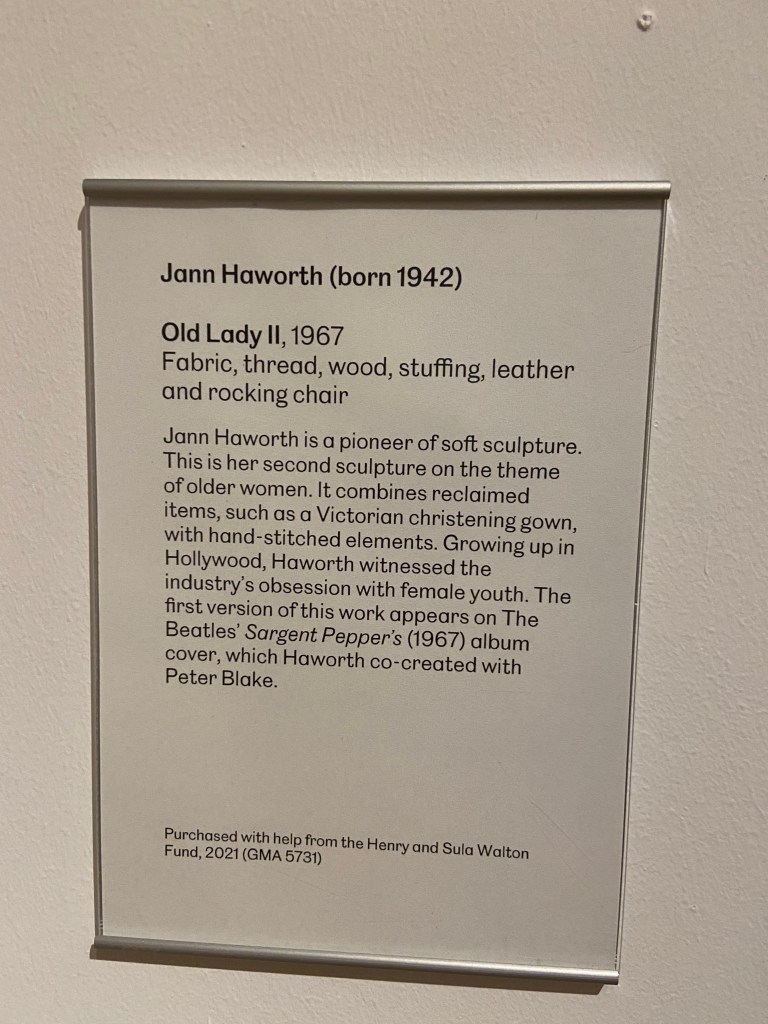 Jann Haworth (born 1942)
Old Lady II, 1967
Fabric, thread, wood, stuffing, leather
and rocking chair
Jann Haworth is a pioneer of soft sculpture.
This is her second sculpture on the theme
of older women. It combines reclaimed
items, such as a Victorian christening gown,
with hand-stitched elements. Growing up in
Hollywood, Haworth witnessed the
industry's obsession with female youth. The
first version of this work appears on The
Beatles' Sargent Pepper's (1967) album
cover, which Haworth co-created with
Peter Blake.
Purchased with help from the Henry and Sula Walton
Fund, 2021 (GMA 5731)